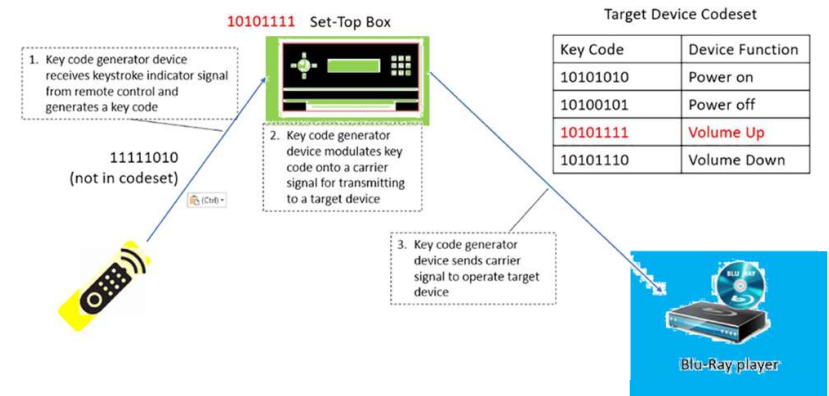 10101111 Set-Top Box
Target Device Codeset
Key Code Device Function
10101010 Power on
10100101 Power off
10101111 Volume Up
10101110 Volume Down
1. Key code generator device
receives keystroke indicator signal
from remote control and
generates a key code
2. Key code generator
device modulates key
code onto a carrier
signal for transmitting
to a target device
11111010
(not in codeset)
(Ctrl)
3. Key code generator
device sends carrier
signal to operate target
device
BLU RAY
Blu-Ray player